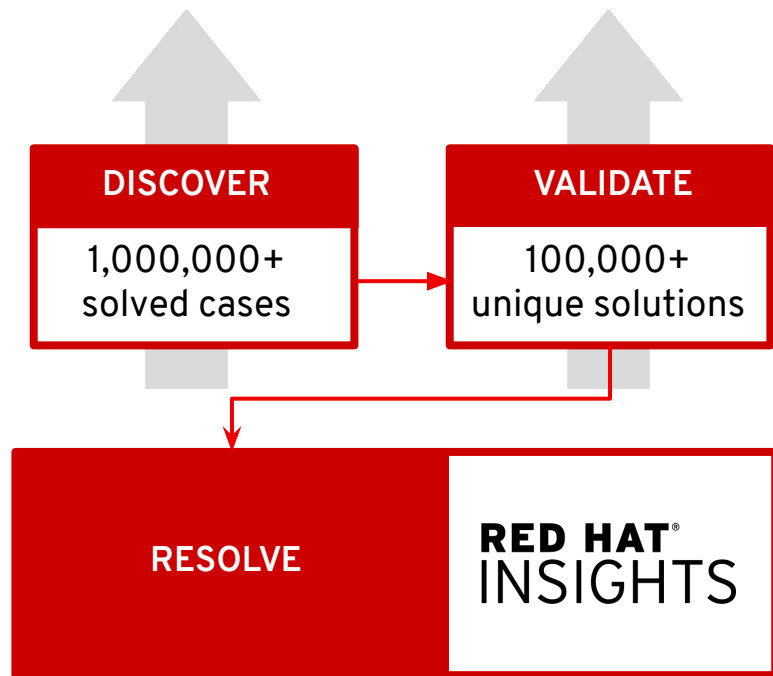 DISCOVER
1,000,000+
solved cases
VALIDATE
100,000+
unique solutions
RESOLVE
RED HAT®
INSIGHTS